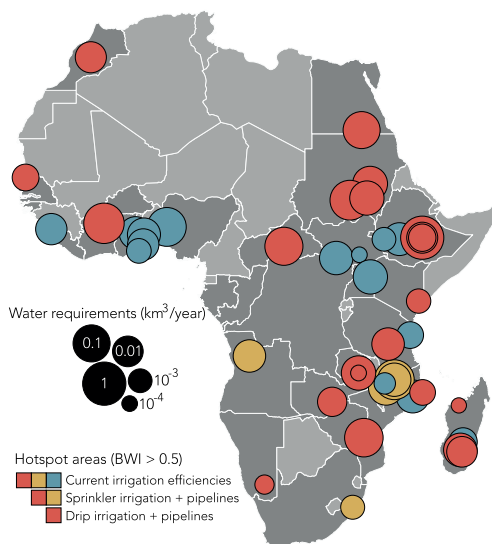 Water requirements (km³/year)
0.1
0.01
1
10⁻³
10⁻⁴
Hotspot areas (BWI > 0.5)
Current irrigation efficiencies
Sprinkler irrigation + pipelines
Drip irrigation + pipelines